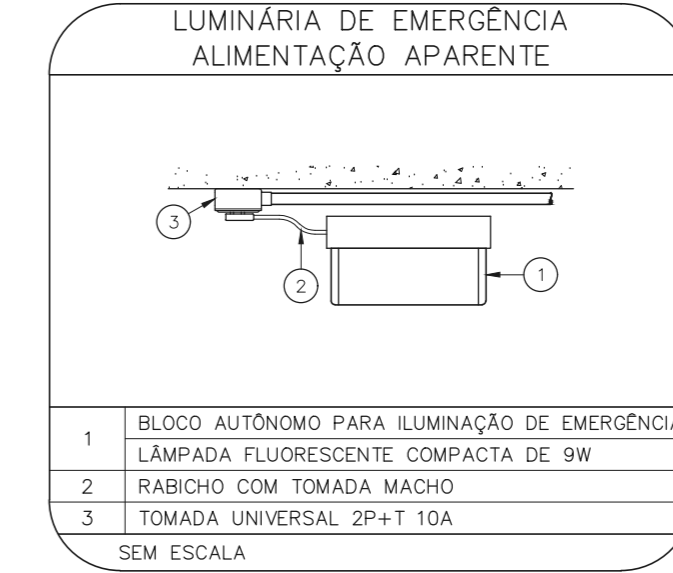 LUMINÁRIA DE EMERGÊNCIA
ALIMENTAÇÃO APARENTE
3
2
1
1
BLOCO AUTÔNOMO PARA ILUMINAÇÃO DE EMERGÊNCIA
LÂMPADA FLUORESCENTE COMPACTA DE 9W
2 RABICHO COM TOMADA MACHO
3 TOMADA UNIVERSAL 2P+T 10A
SEM ESCALA